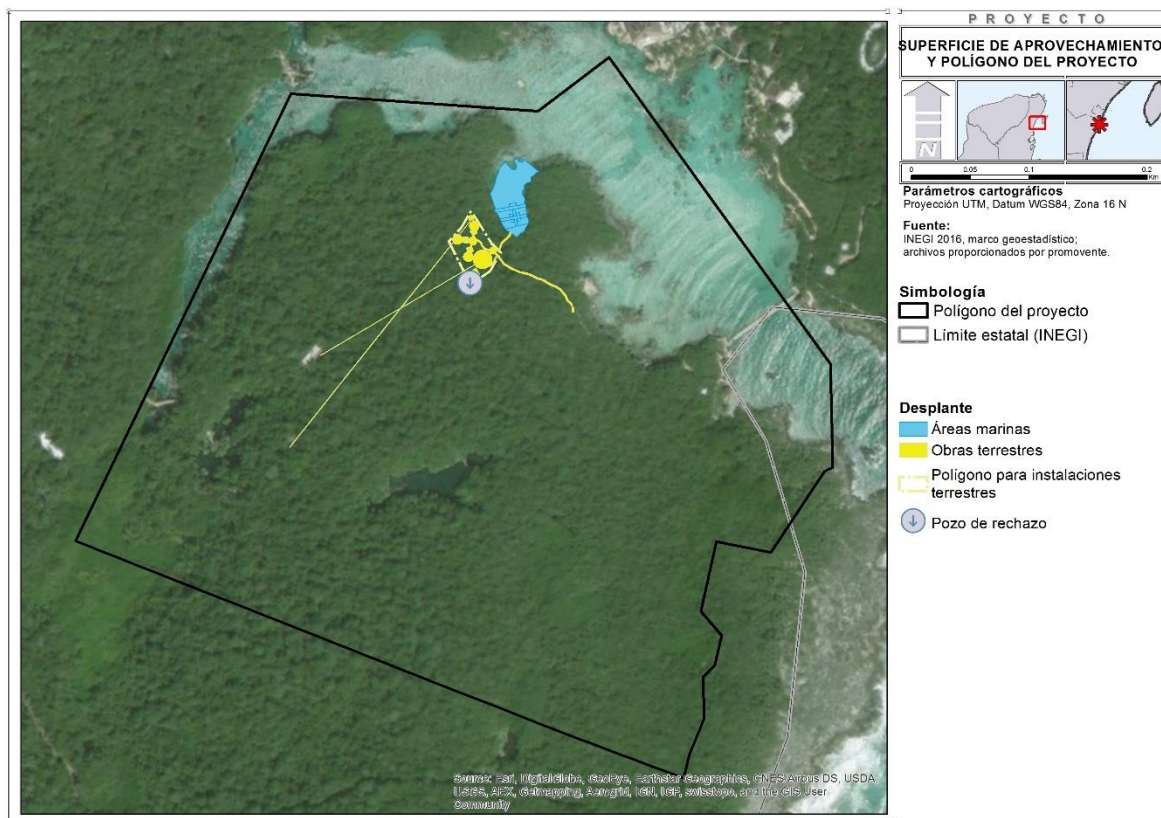 PROYECTO
SUPERFICIE DE APROVECHAMIENTO
Y POLÍGONO DEL PROYECTO
N
0 0.05 0.1 0.2
Km
Parámetros cartográficos
Proyección UTM, Datum WGS84, Zona 16 N
Fuente:
INEGI 2016, marco geoestadístico;
archivos proporcionados por promovente.
Simbología
Polígono del proyecto
Límite estatal (INEGI)
Desplante
Áreas marinas
Obras terrestres
Polígono para instalaciones
terrestres
Pozo de rechazo
Source: Esri, DigitalGlobe, GeoEye, Earthstar Geographics, CNES/Airbus DS, USDA,
USGS, AEX, Getmapping, Aerogrid, IGN, IGP, swisstopo, and the GIS User
Community